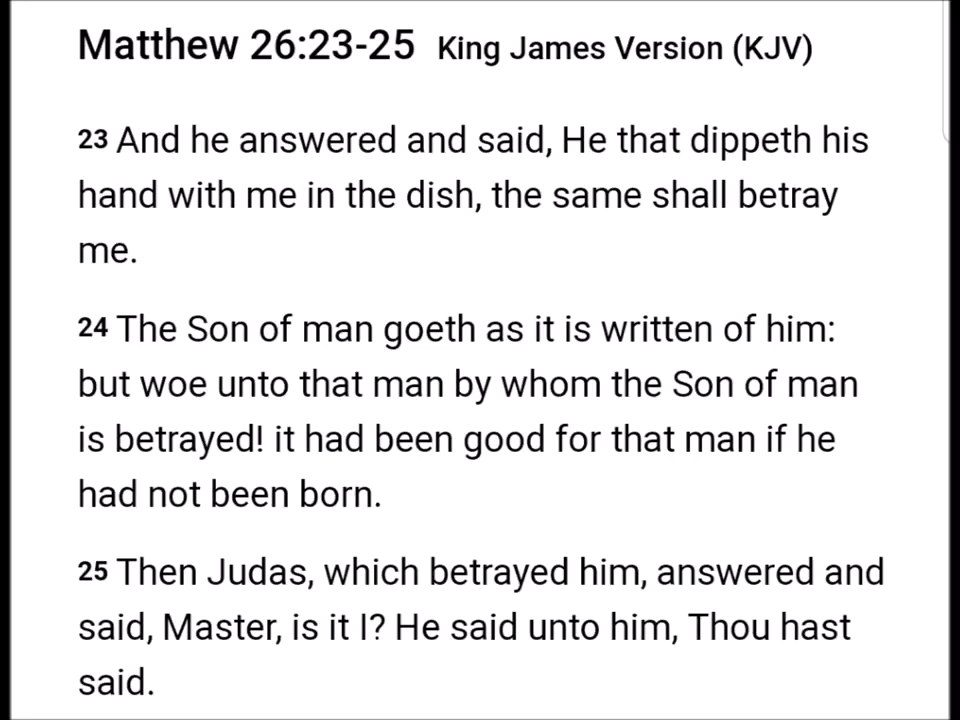 Matthew 26:23-25 King James Version (KJV)
23 And he answered and said, He that dippeth his
hand with me in the dish, the same shall betray
me.
24 The Son of man goeth as it is written of him:
but woe unto that man by whom the Son of man
is betrayed! it had been good for that man if he
had not been born.
25 Then Judas, which betrayed him, answered and
said, Master, is it I? He said unto him, Thou hast
said.